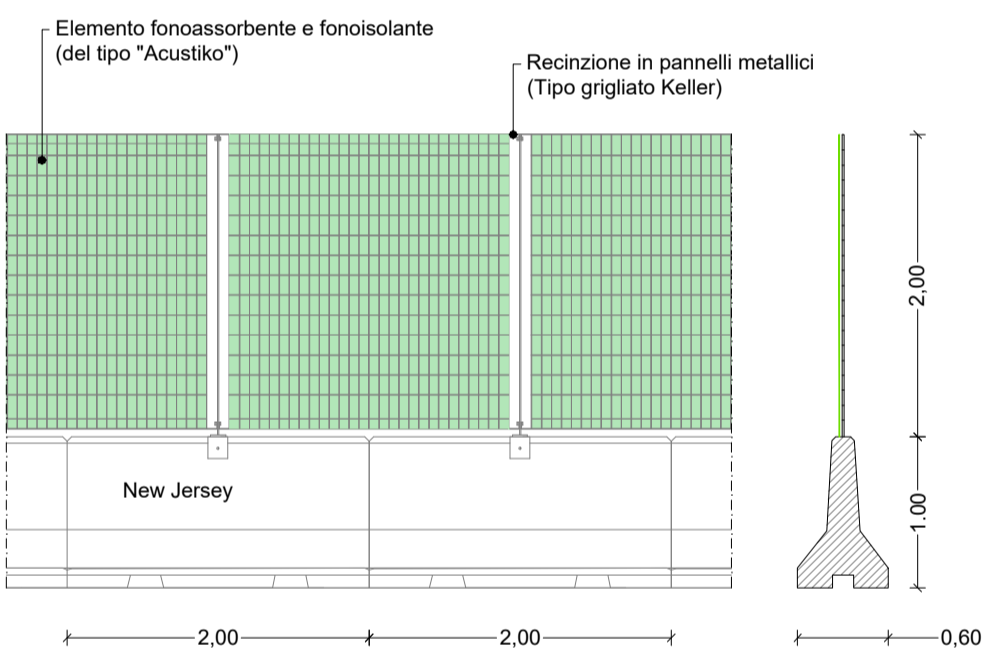 Elemento fonoassorbente e fonoisolante
(del tipo "Acustiko")
Recinzione in pannelli metallici
(Tipo grigliato Keller)
2,00
New Jersey
1.00
2,00
2,00
0,60